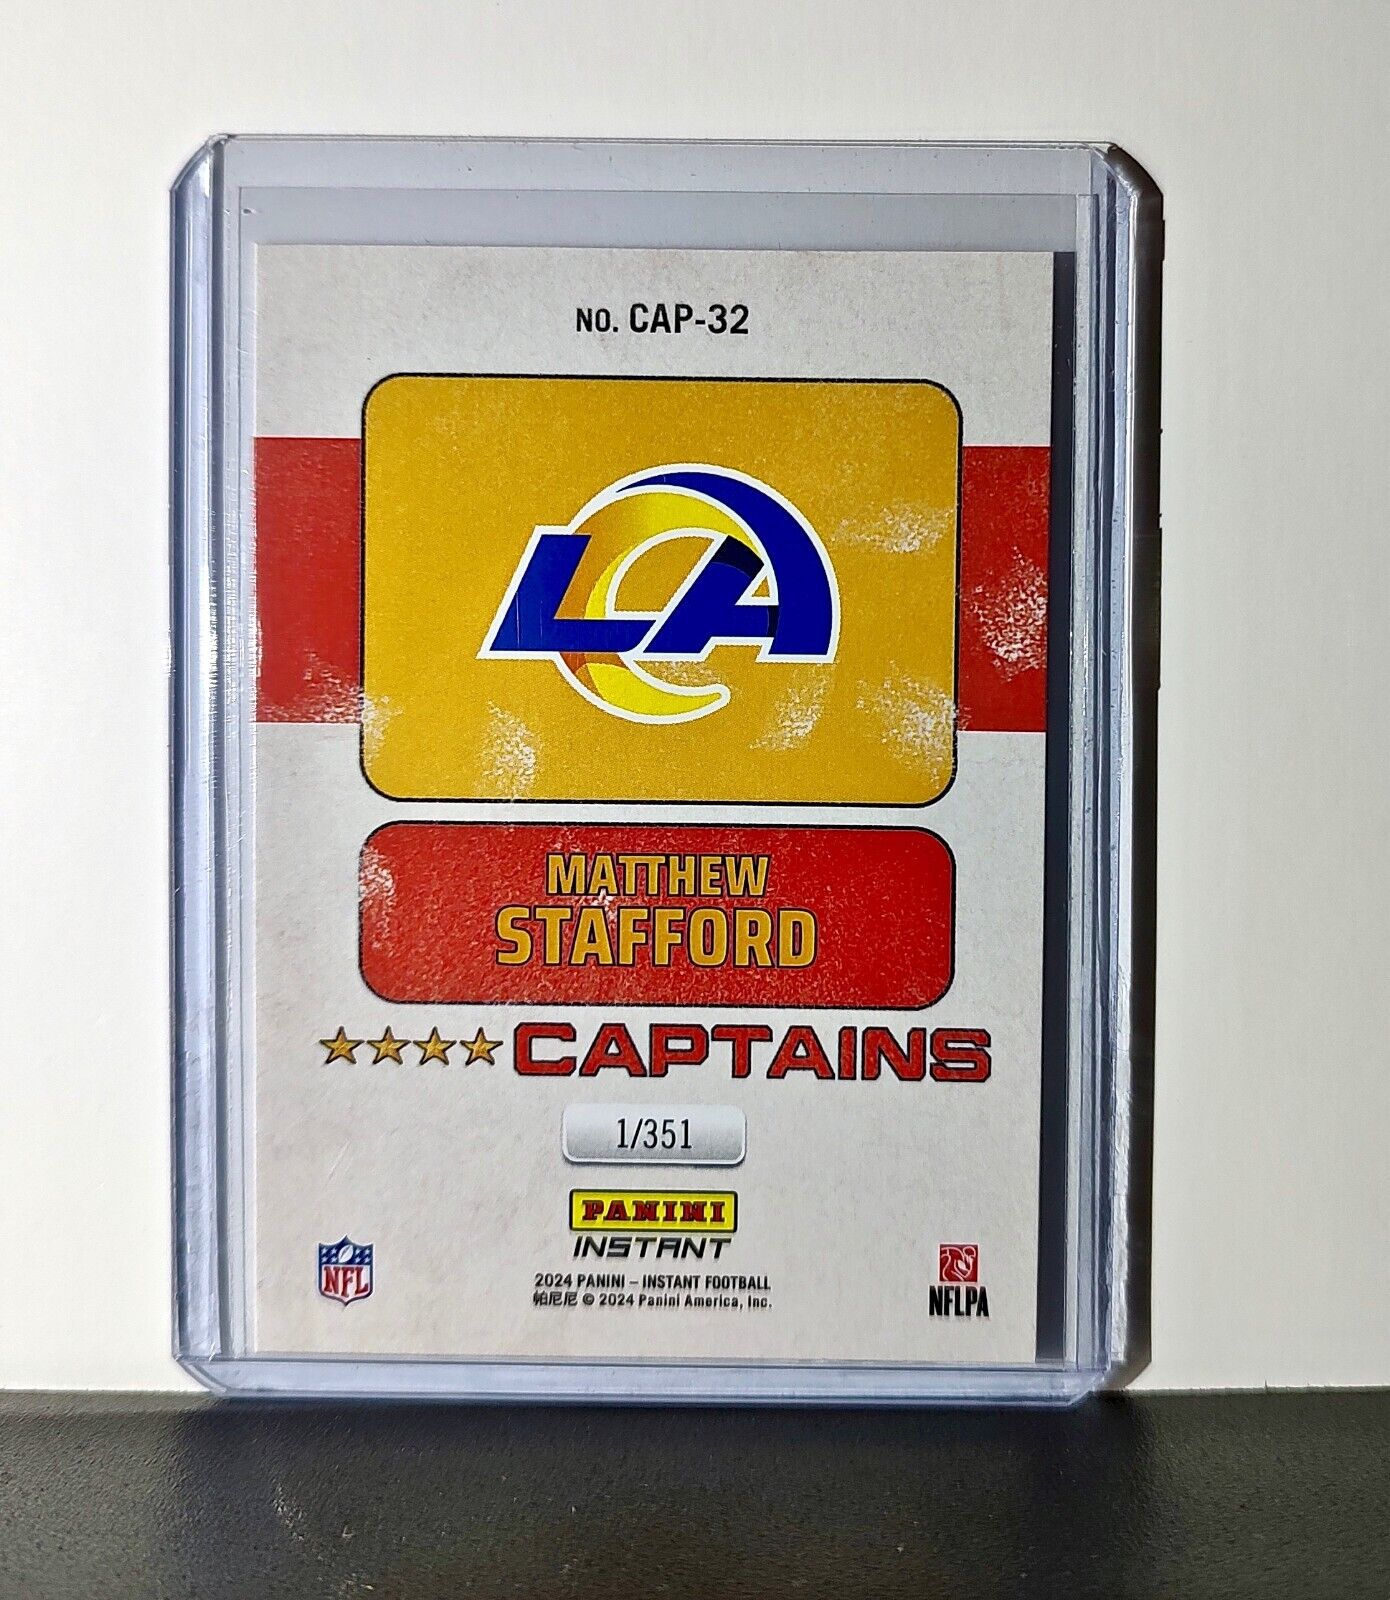 NO. CAP-32
LA
MATTHEW
STAFFORD
CAPTAINS
1/351
PANINI
INSTANT
2024 PANINI – INSTANT FOOTBALL
帕尼尼 © 2024 Panini America, Inc.
NFL
NFLPA